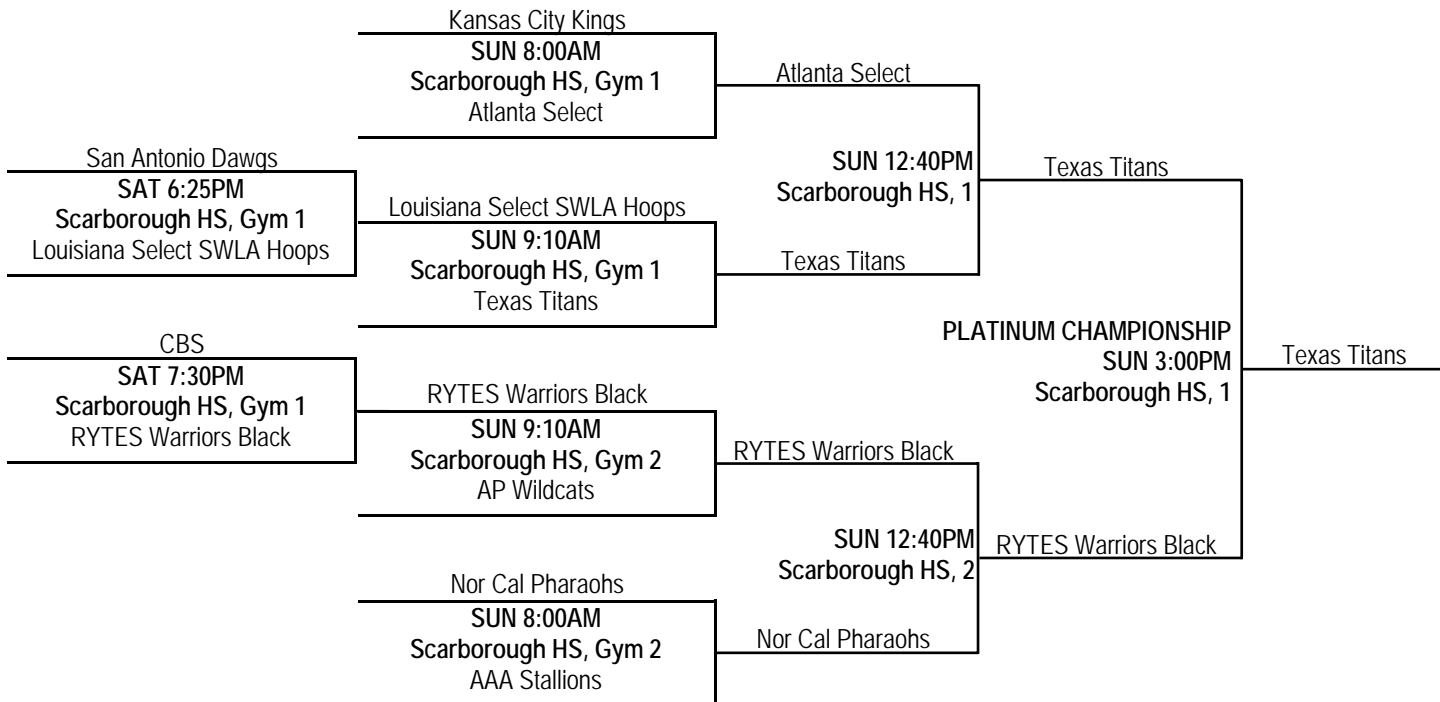 Kansas City Kings
SUN 8:00AM
Scarborough HS, Gym 1
Atlanta Select
Atlanta Select
San Antonio Dawgs
SAT 6:25PM
Scarborough HS, Gym 1
Louisiana Select SWLA Hoops
SUN 12:40PM
Scarborough HS, 1
Texas Titans
Louisiana Select SWLA Hoops
SUN 9:10AM
Scarborough HS, Gym 1
Texas Titans
Texas Titans
CBS
SAT 7:30PM
Scarborough HS, Gym 1
RYTES Warriors Black
PLATINUM CHAMPIONSHIP
SUN 3:00PM
Scarborough HS, 1
Texas Titans
RYTES Warriors Black
SUN 9:10AM
Scarborough HS, Gym 2
AP Wildcats
RYTES Warriors Black
SUN 12:40PM
Scarborough HS, 2
RYTES Warriors Black
Nor Cal Pharaohs
SUN 8:00AM
Scarborough HS, Gym 2
AAA Stallions
Nor Cal Pharaohs